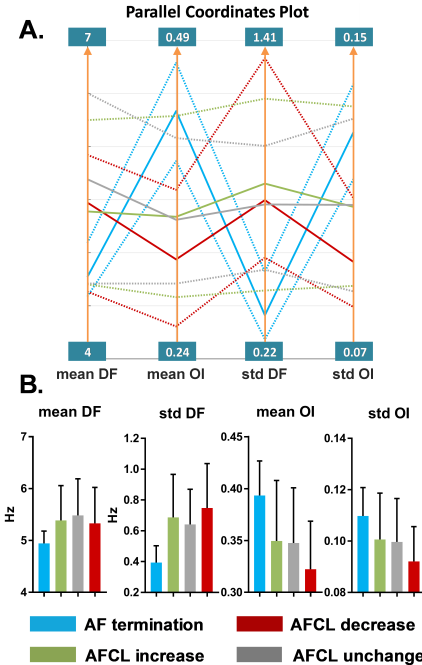 Parallel Coordinates Plot
A.
7 0.49 1.41 0.15
4 0.24 0.22 0.07
mean DF mean OI std DF std OI
B.
mean DF std DF mean OI std OI
7 1.2 0.45 0.14
1.0
6 0.40 0.12
Hz Hz 0.8
5 0.6 0.35 0.10
0.4
4 0.2 0.30 0.08
AF termination AFCL decrease
AFCL increase AFCL unchange